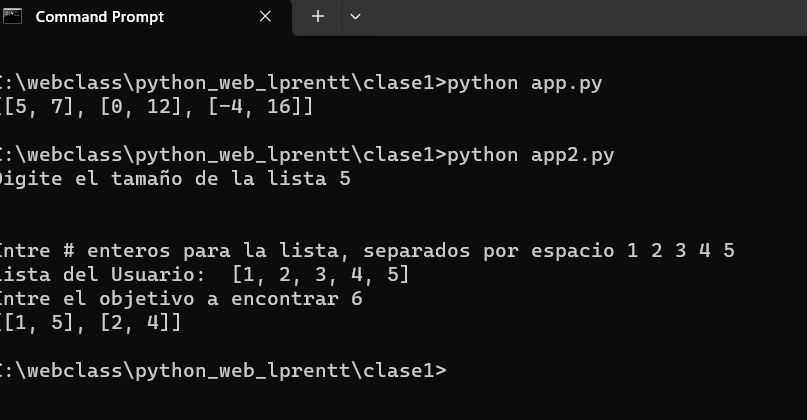 Command Prompt
:\webclass\python_web_lprentt\clase1>python app.py
[[5, 7], [0, 12], [-4, 16]]
:\webclass\python_web_lprentt\clase1>python app2.py
Digite el tamaño de la lista 5
Intre # enteros para la lista, separados por espacio 1 2 3 4 5
Lista del Usuario:  [1, 2, 3, 4, 5]
Intre el objetivo a encontrar 6
[[1, 5], [2, 4]]
:\webclass\python_web_lprentt\clase1>